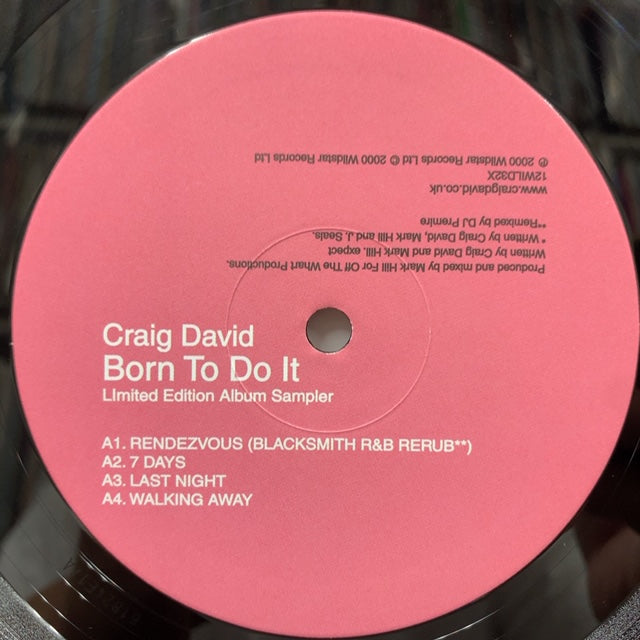 Craig David
Born To Do It
LImited Edition Album Sampler
A1. RENDEZVOUS (BLACKSMITH R&B RERUB**)
A2. 7 DAYS
A3. LAST NIGHT
A4. WALKING AWAY
Produced and mixed by Mark Hill For Off The Wharf Productions.
Written by Craig David and Mark Hill. expect
* Written by Craig David, Mark Hill and J. Seals.
**Remixed by DJ Premire
www.craigdavid.co.uk
12WILD32X
℗ 2000 Wildstar Records Ltd © 2000 Wildstar Records Ltd